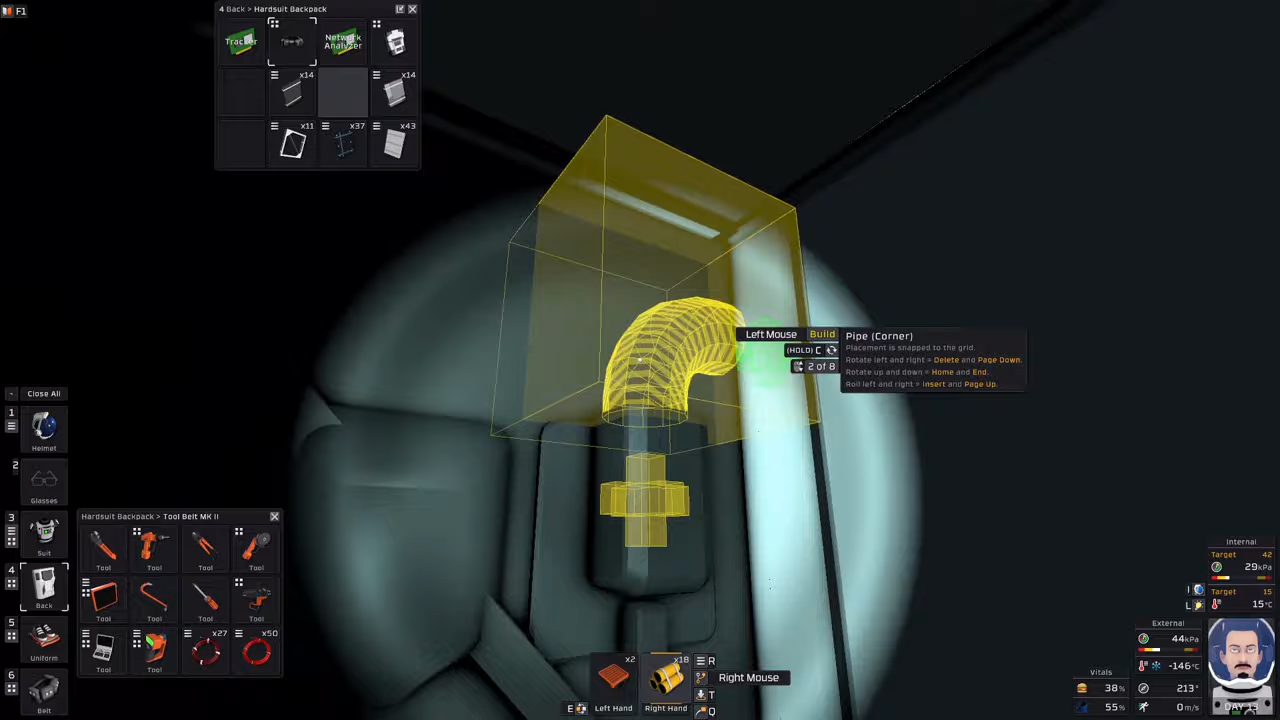 F1
4 Back > Hardsuit Backpack
Tracker
Network
Analyzer
x14
x14
x11
x37
x43
Left Mouse
Build
(HOLD) C
2 of 8
Pipe (Corner)
Placement is snapped to the grid.
Rotate left and right = Delete and Page Down.
Rotate up and down = Home and End.
Roll left and right = Insert and Page Up.
- Close All
1
Helmet
2
Glasses
3
Suit
4
Back
5
Uniform
6
Belt
Hardsuit Backpack > Tool Belt MK II
Tool
Tool
Tool
Tool
Tool
Tool
Tool
Tool
x27
x50
Tool
Tool
Tool
Tool
x2
x18
R
Right Mouse
T
E
Left Hand
Right Hand
Q
Internal
Target 42
29kPa
Target 15
15°C
I
L
External
44kPa
-146°C
Vitals
38%
213°
55%
0m/s
DAY 13